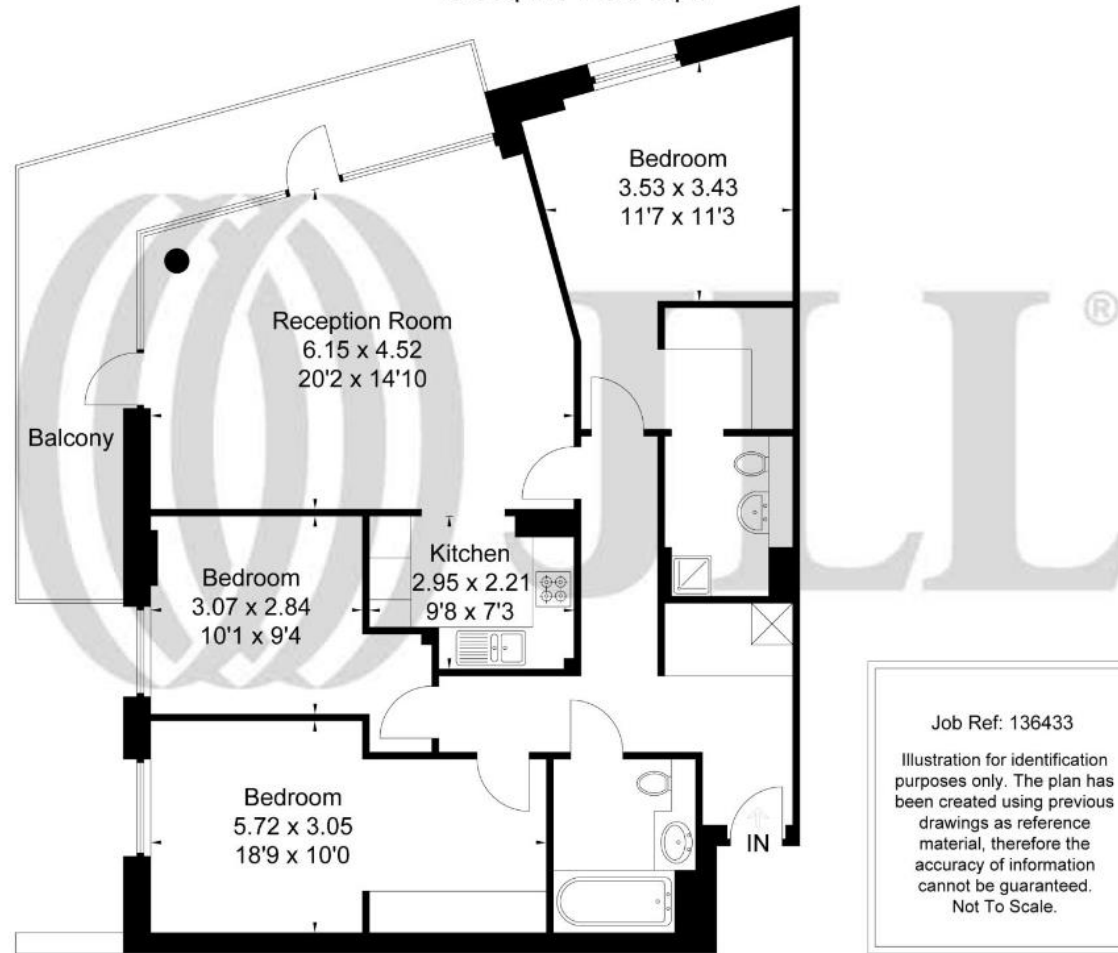 Bedroom
3.53 x 3.43
11'7 x 11'3
Reception Room
6.15 x 4.52
20'2 x 14'10
JLL®
Balcony
Kitchen
2.95 x 2.21
9'8 x 7'3
Bedroom
3.07 x 2.84
10'1 x 9'4
Bedroom
5.72 x 3.05
18'9 x 10'0
IN
Job Ref: 136433
Illustration for identification
purposes only. The plan has
been created using previous
drawings as reference
material, therefore the
accuracy of information
cannot be guaranteed.
Not To Scale.